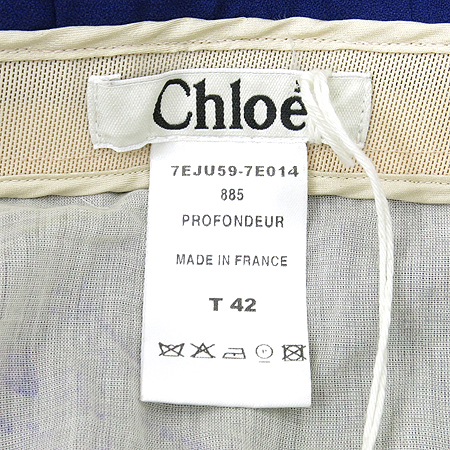 Chloé
7EJU59-7E014
885
PROFONDEUR
MADE IN FRANCE
T 42